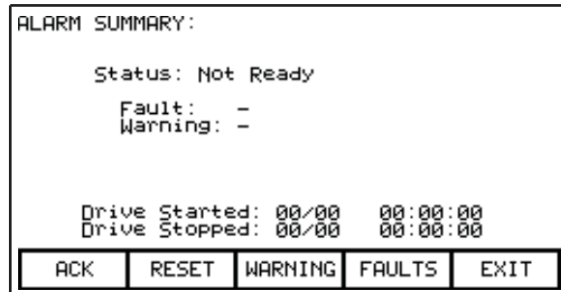 ALARM SUMMARY:
Status: Not Ready
Fault: -
Warning: -
Drive Started: 00/00 00:00:00
Drive Stopped: 00/00 00:00:00
ACK RESET WARNING FAULTS EXIT